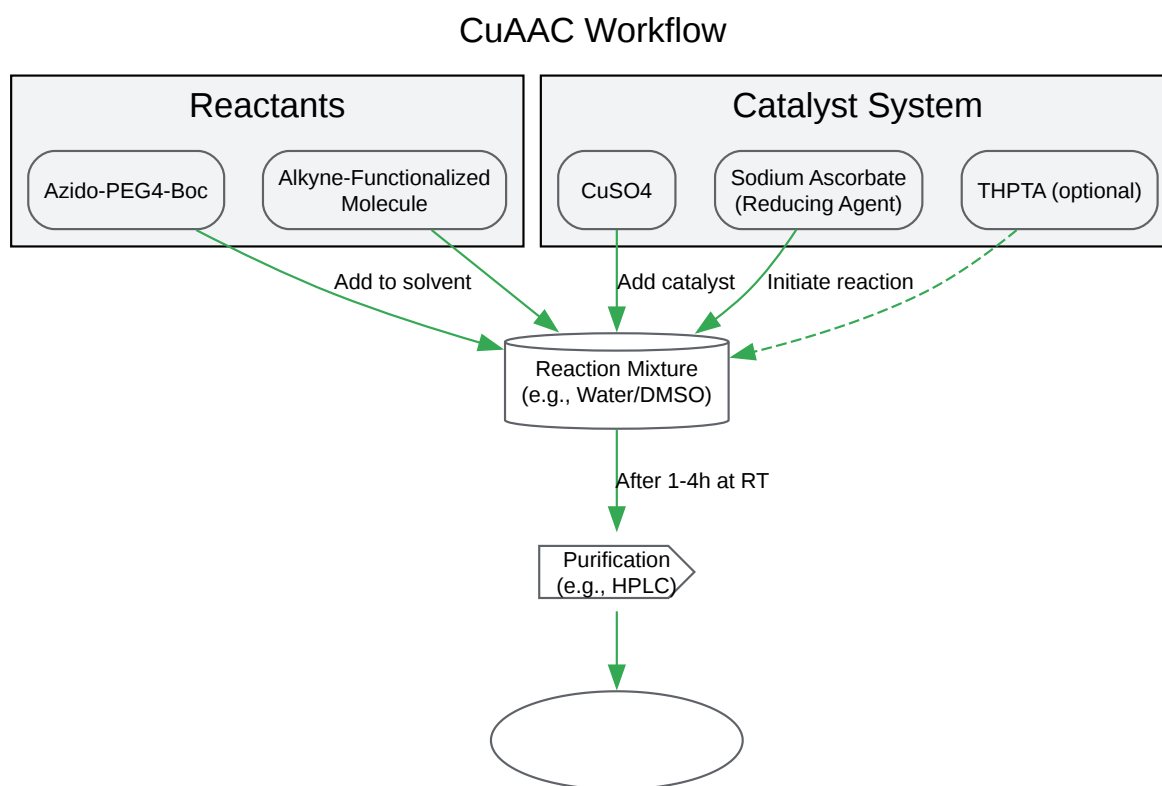 CuAAC Workflow
Reactants
Catalyst System
Azido-PEG4-Boc
Alkyne-Functionalized
Molecule
CuSO4
Sodium Ascorbate
(Reducing Agent)
THPTA (optional)
Add to solvent
Add catalyst
Initiate reaction
Reaction Mixture
(e.g., Water/DMSO)
After 1-4h at RT
Purification
(e.g., HPLC)